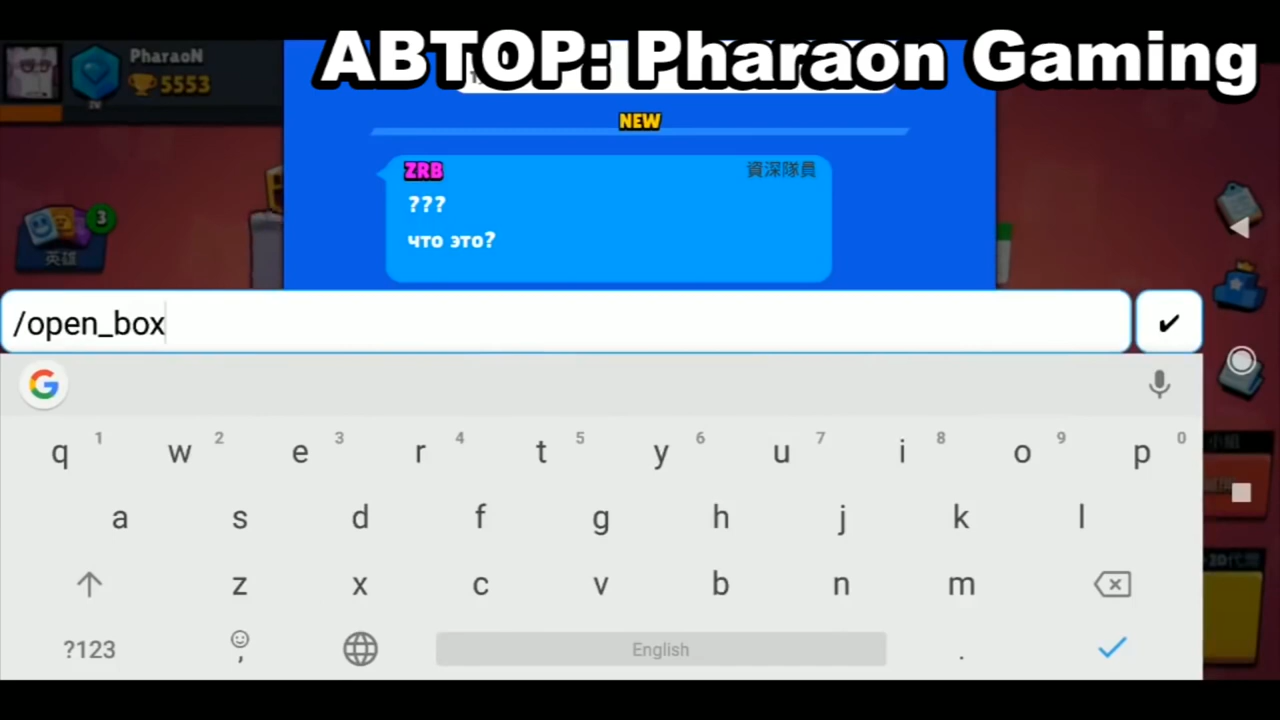 АВТОР: Pharaon Gaming
PharaoN
5553
NEW
ZRB
資深隊員
???
что это?
3
英雄
/open_box
✔
G
q 1 w 2 e 3 r 4 t 5 y 6 u 7 i 8 o 9 p 0
a s d f g h j k l
z x c v b n m
?123 , English .